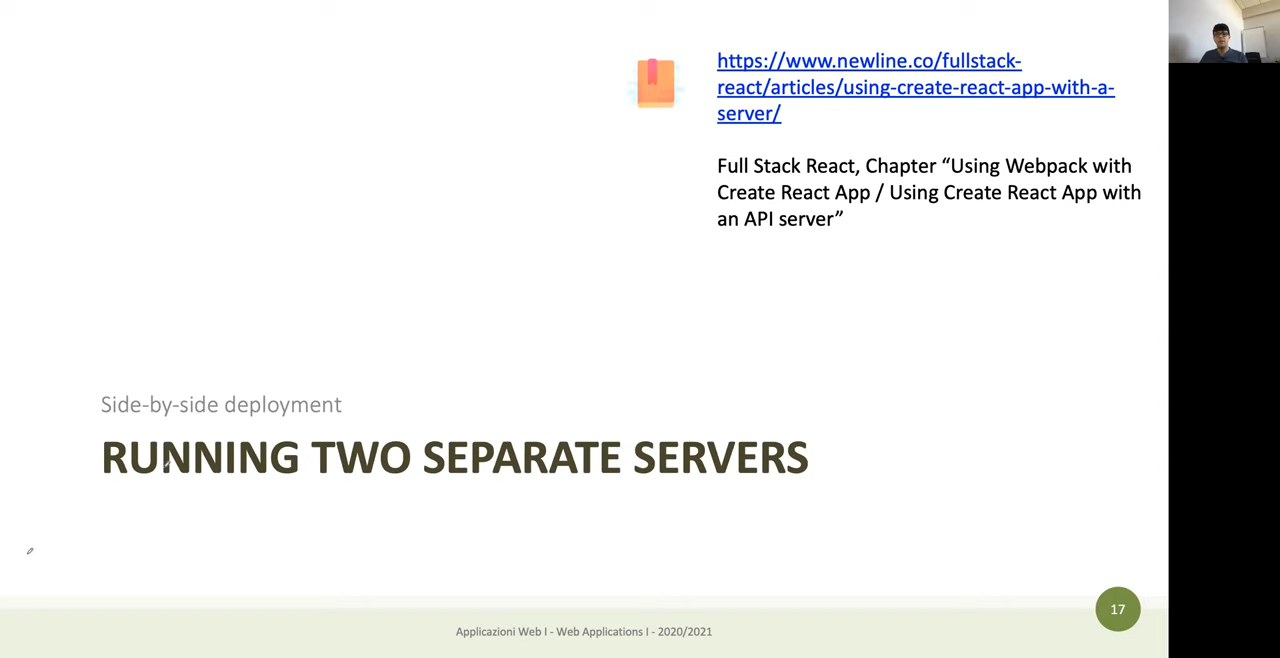 https://www.newline.co/fullstack-
react/articles/using-create-react-app-with-a-
server/
Full Stack React, Chapter “Using Webpack with
Create React App / Using Create React App with
an API server”
Side-by-side deployment
RUNNING TWO SEPARATE SERVERS
17
Applicazioni Web I - Web Applications I - 2020/2021